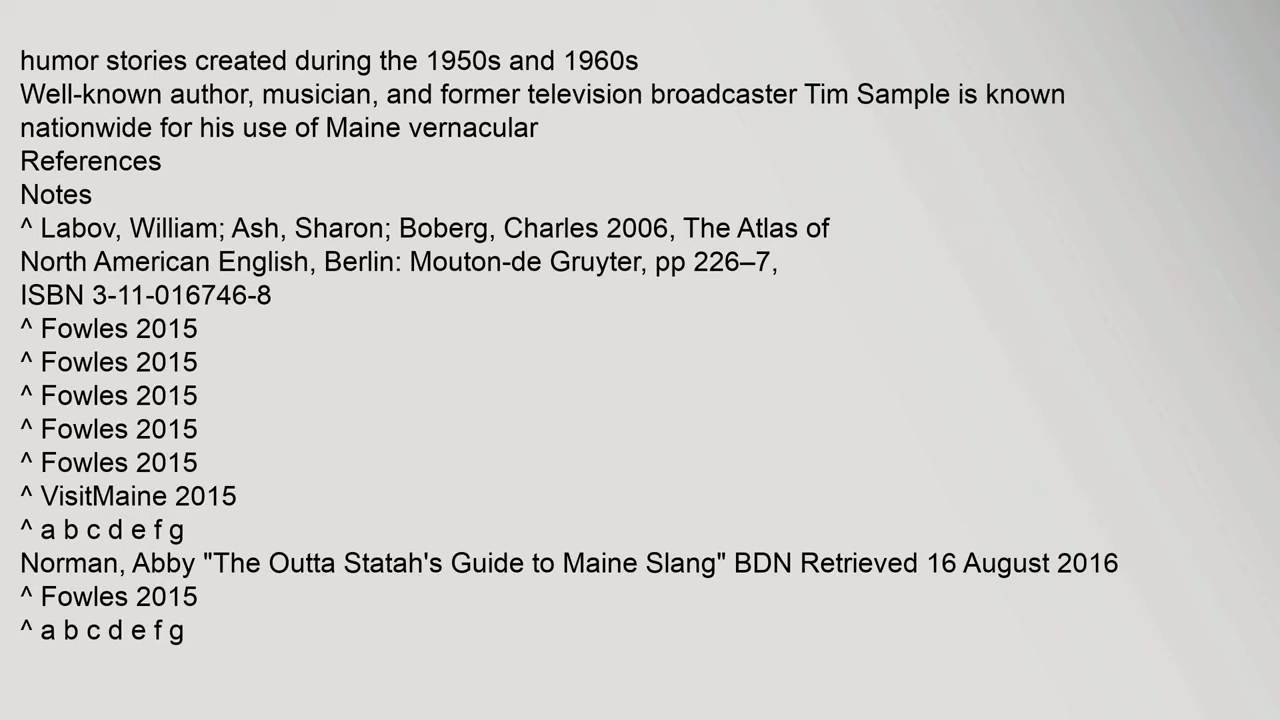 humor stories created during the 1950s and 1960s
Well-known author, musician, and former television broadcaster Tim Sample is known
nationwide for his use of Maine vernacular
References
Notes
^ Labov, William; Ash, Sharon; Boberg, Charles 2006, The Atlas of
North American English, Berlin: Mouton-de Gruyter, pp 226–7,
ISBN 3-11-016746-8
^ Fowles 2015
^ Fowles 2015
^ Fowles 2015
^ Fowles 2015
^ Fowles 2015
^ VisitMaine 2015
^ a b c d e f g
Norman, Abby "The Outta Statah's Guide to Maine Slang" BDN Retrieved 16 August 2016
^ Fowles 2015
^ a b c d e f g